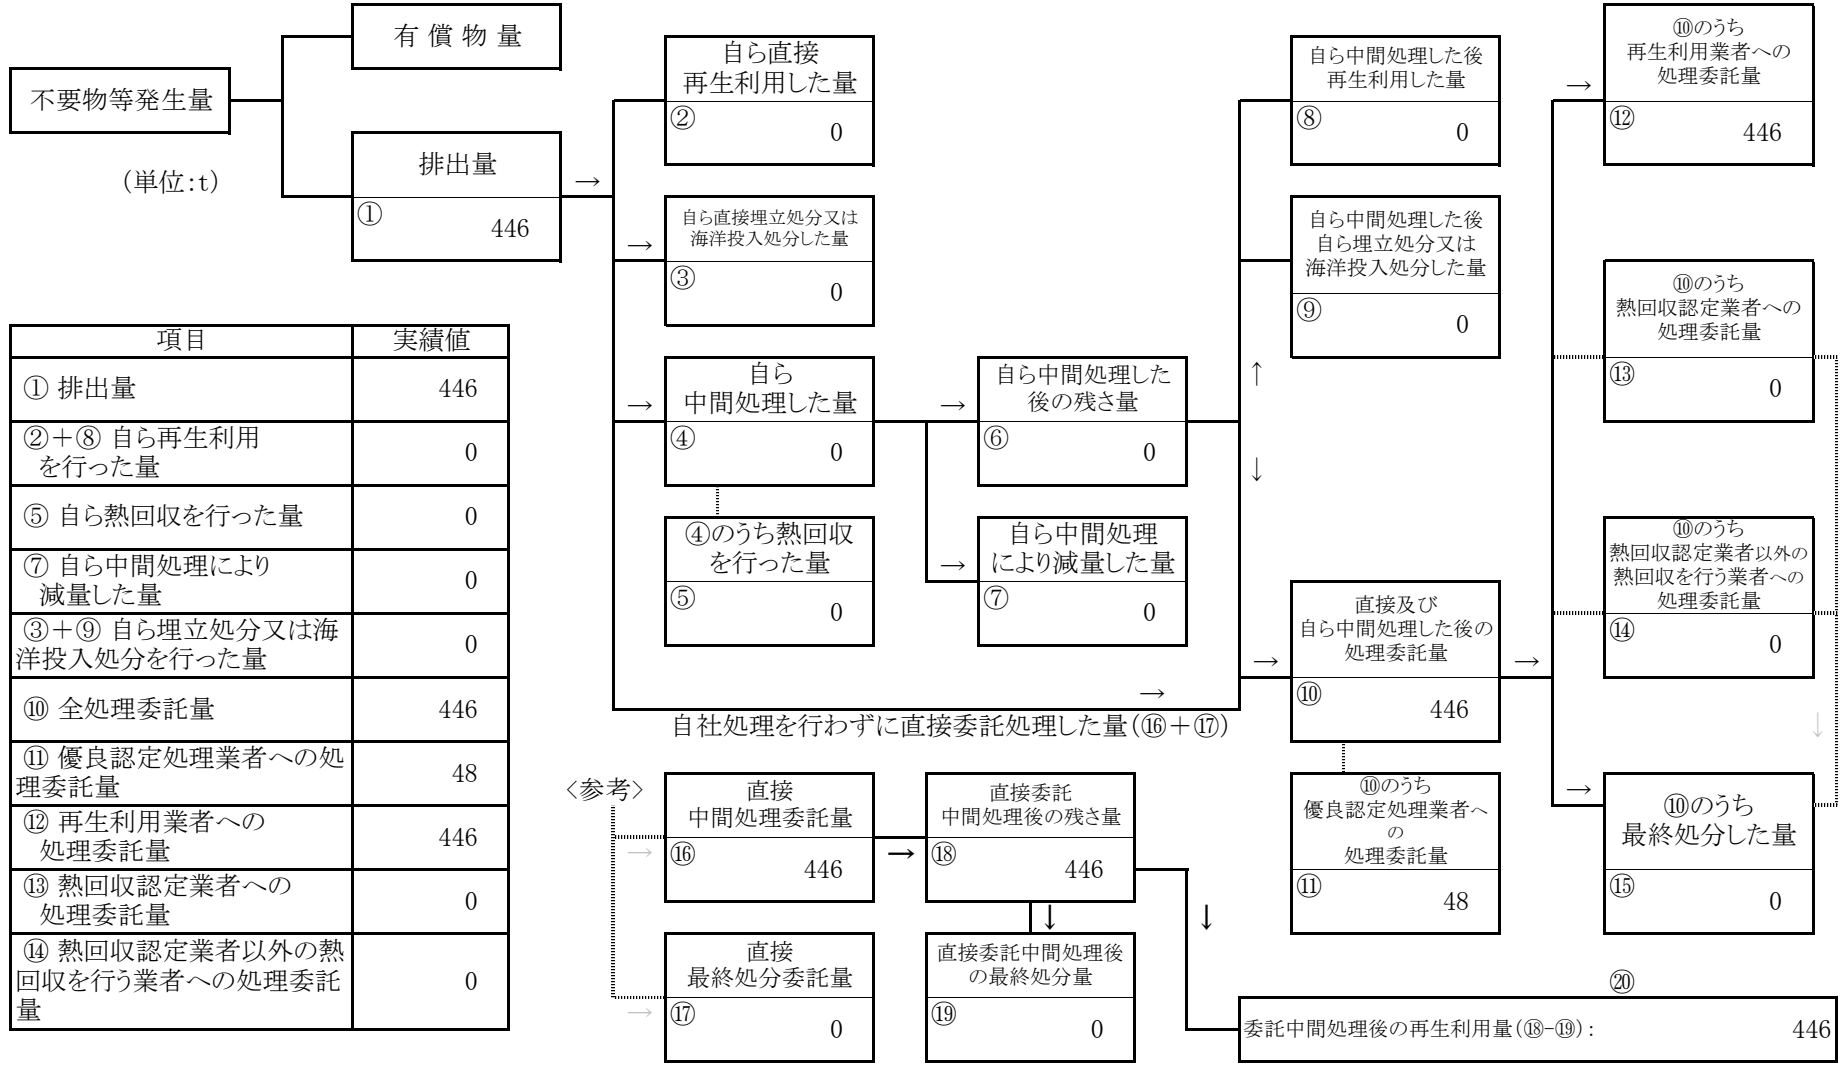 有 償 物 量
不要物等発生量
(単位:t)
排出量
→
①
446
自ら直接
再生利用した量
②
0
→
自ら直接埋立処分又は
海洋投入処分した量
③
0
→
自ら
中間処理した量
④
0
④のうち熱回収
を行った量
⑤
0
→
自ら中間処理した
後の残さ量
⑥
0
→
自ら中間処理
により減量した量
⑦
0
→
自社処理を行わずに直接委託処理した量(⑯+⑰)
↑
↓
自ら中間処理した後
再生利用した量
⑧
0
自ら中間処理した後
自ら埋立処分又は
海洋投入処分した量
⑨
0
→
直接及び
自ら中間処理した後の
処理委託量
⑩
446
⑩のうち
優良認定処理業者へ
の
処理委託量
⑪
48
→
→
⑩のうち
再生利用業者への
処理委託量
⑫
446
⑩のうち
熱回収認定業者への
処理委託量
⑬
0
⑩のうち
熱回収認定業者以外の
熱回収を行う業者への
処理委託量
⑭
0
↓
→
⑩のうち
最終処分した量
⑮
0
項目 実績値
① 排出量 446
②+⑧ 自ら再生利用
を行った量 0
⑤ 自ら熱回収を行った量 0
⑦ 自ら中間処理により
減量した量 0
③+⑨ 自ら埋立処分又は海
洋投入処分を行った量 0
⑩ 全処理委託量 446
⑪ 優良認定処理業者への処
理委託量 48
⑫ 再生利用業者への
処理委託量 446
⑬ 熱回収認定業者への
処理委託量 0
⑭ 熱回収認定業者以外の熱
回収を行う業者への処理委託
量 0
<参考>
→
直接
中間処理委託量
⑯
446
→
直接委託
中間処理後の残さ量
⑱
446
↓
↓
→
直接
最終処分委託量
⑰
0
直接委託中間処理後
の最終処分量
⑲
0
⑳
委託中間処理後の再生利用量(⑱-⑲): 446